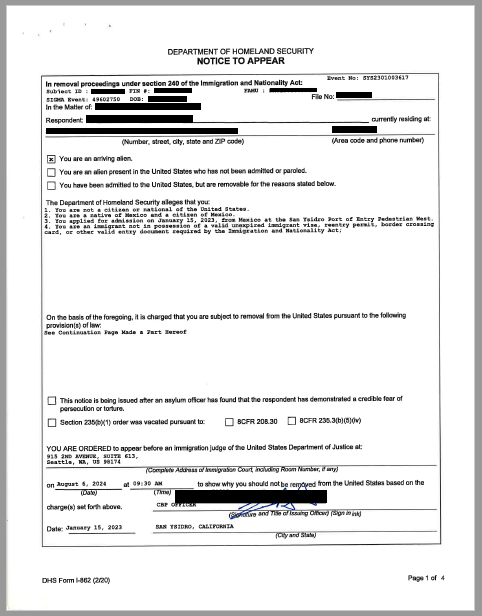 DEPARTMENT OF HOMELAND SECURITY
NOTICE TO APPEAR
Event No: SYS2301003617
In removal proceedings under section 240 of the Immigration and Nationality Act:
Subject ID : FIN #: FAMU :
SIGMA Event: 49602750 DOB: File No:
In the Matter of:
Respondent: currently residing at:
(Number, street, city, state and ZIP code) (Area code and phone number)
You are an arriving alien.
You are an alien present in the United States who has not been admitted or paroled.
You have been admitted to the United States, but are removable for the reasons stated below.
The Department of Homeland Security alleges that you:
1. You are not a citizen or national of the United States.
2. You are a native of Mexico and a citizen of Mexico.
3. You applied for admission on January 15, 2023, from Mexico at the San Ysidro Port of Entry Pedestrian West.
4. You are an immigrant not in possession of a valid unexpired immigrant visa, reentry permit, border crossing
card, or other valid entry document required by the Immigration and Nationality Act;
On the basis of the foregoing, it is charged that you are subject to removal from the United States pursuant to the following
provision(s) of law:
See Continuation Page Made a Part Hereof
This notice is being issued after an asylum officer has found that the respondent has demonstrated a credible fear of
persecution or torture.
Section 235(b)(1) order was vacated pursuant to: 8CFR 208.30 8CFR 235.3(b)(5)(iv)
YOU ARE ORDERED to appear before an immigration judge of the United States Department of Justice at:
915 2ND AVENUE, SUITE 613,
Seattle, WA, US 98174
(Complete Address of Immigration Court, including Room Number, if any)
on August 6, 2024 at 09:30 AM to show why you should not be removed from the United States based on the
(Date) (Time)
charge(s) set forth above. CBP OFFICER
(Signature and Title of Issuing Officer) (Sign in ink)
Date: January 15, 2023 SAN YSIDRO, CALIFORNIA
(City and State)
DHS Form I-862 (2/20) Page 1 of 4